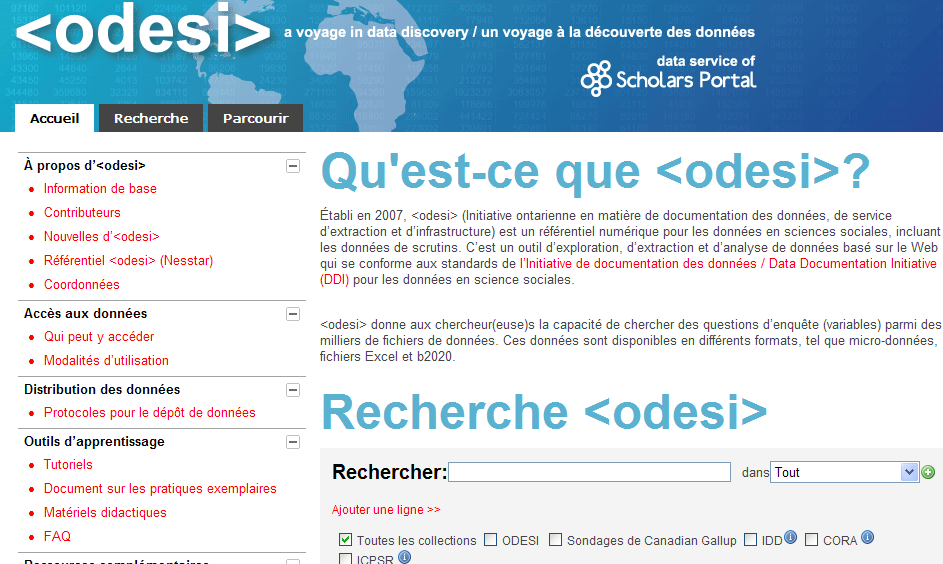 <odesi> a voyage in data discovery / un voyage à la découverte des données
data service of
Scholars Portal
Accueil Recherche Parcourir
À propos d’<odesi>
Information de base
Contributeurs
Nouvelles d’<odesi>
Référentiel <odesi> (Nesstar)
Coordonnées
Accès aux données
Qui peut y accéder
Modalités d’utilisation
Distribution des données
Protocoles pour le dépôt de données
Outils d’apprentissage
Tutoriels
Document sur les pratiques exemplaires
Matériels didactiques
FAQ
Ressources complémentaires
Qu'est-ce que <odesi>?
Établi en 2007, <odesi> (Initiative ontarienne en matière de documentation des données, de service
d’extraction et d’infrastructure) est un référentiel numérique pour les données en sciences sociales, incluant
les données de scrutins. C’est un outil d’exploration, d’extraction et d’analyse de données basé sur le Web
qui se conforme aux standards de l’Initiative de documentation des données / Data Documentation Initiative
(DDI) pour les données en science sociales.
<odesi> donne aux chercheur(euse)s la capacité de chercher des questions d’enquête (variables) parmi des
milliers de fichiers de données. Ces données sont disponibles en différents formats, tel que micro-données,
fichiers Excel et b2020.
Recherche <odesi>
Rechercher: dans Tout
Ajouter une ligne >>
Toutes les collections ODESI Sondages de Canadian Gallup IDD CORA
ICPSR